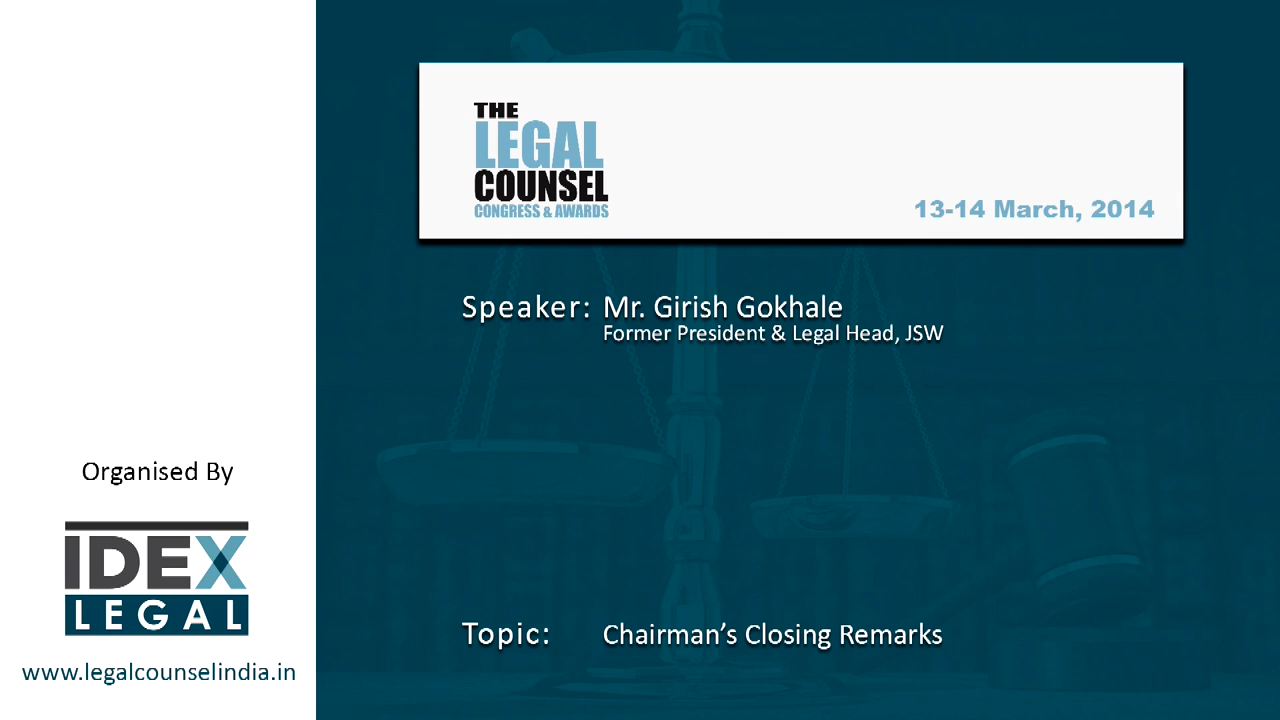 THE
LEGAL
COUNSEL
CONGRESS & AWARDS
13-14 March, 2014
Speaker: Mr. Girish Gokhale
Former President & Legal Head, JSW
Topic: Chairman’s Closing Remarks
Organised By
IDEX
LEGAL
www.legalcounselindia.in